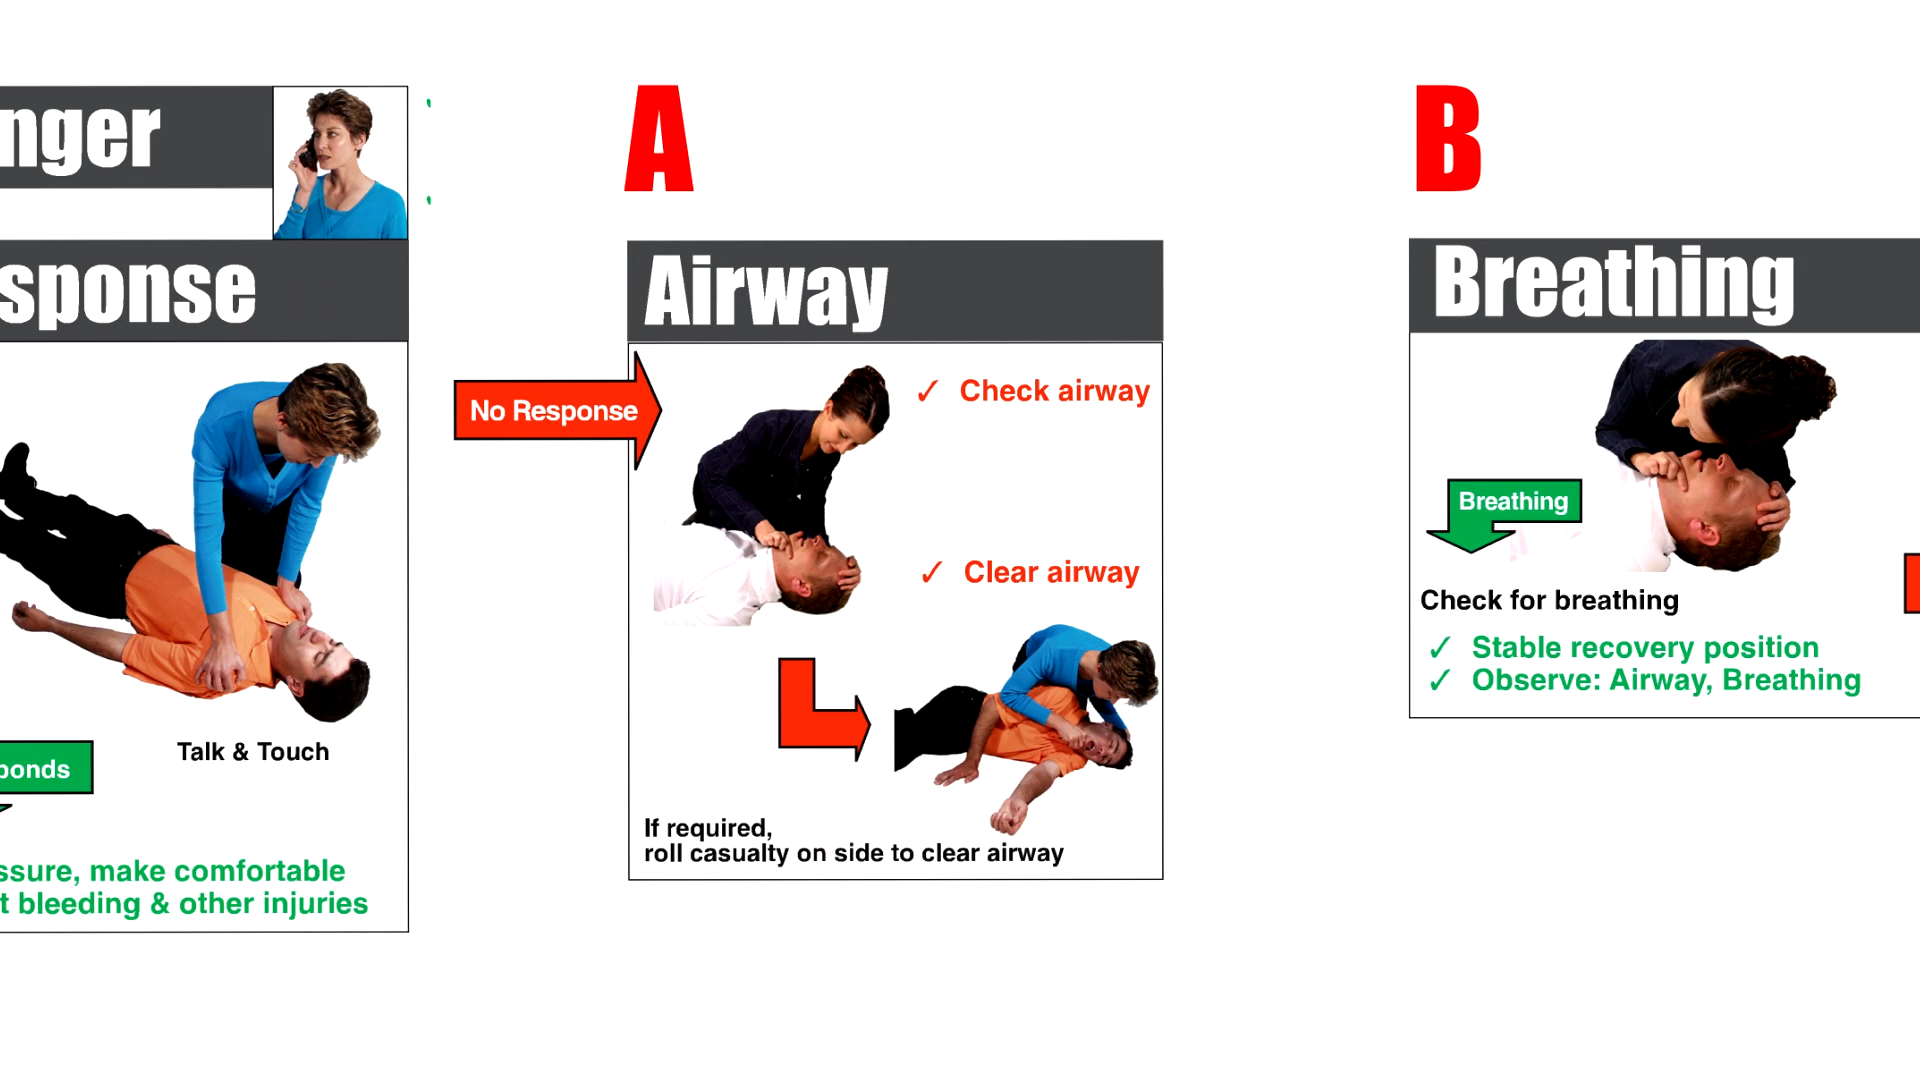 nger
sponse
Talk & Touch
ponds
ssure, make comfortable
t bleeding & other injuries
No Response
A
Airway
✓ Check airway
✓ Clear airway
If required,
roll casualty on side to clear airway
B
Breathing
Breathing
Check for breathing
✓ Stable recovery position
✓ Observe: Airway, Breathing